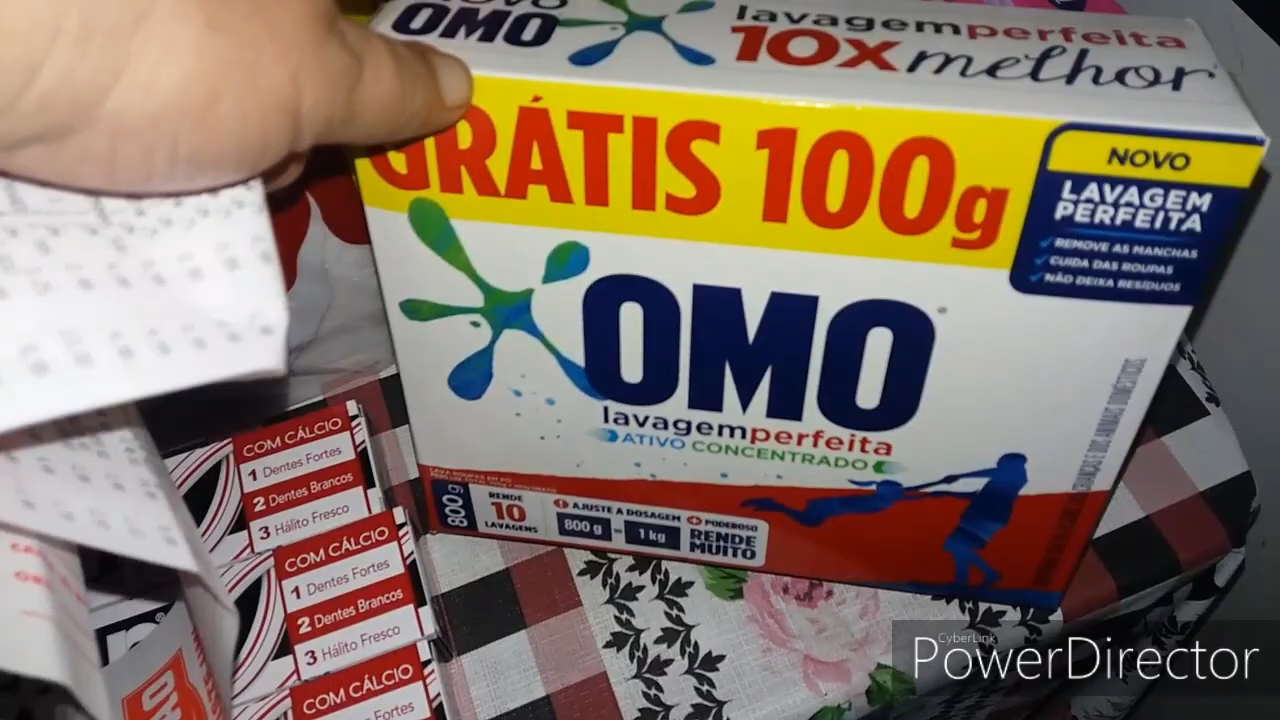 NOVO
OMO
lavagemperfeita
10X melhor
GRÁTIS 100g
NOVO
LAVAGEM
PERFEITA
✓ REMOVE AS MANCHAS
✓ CUIDA DAS ROUPAS
✓ NÃO DEIXA RESÍDUOS
OMO
lavagemperfeita
ATIVO CONCENTRADO
800g
RENDE
10
LAVAGENS
AJUSTE A DOSAGEM
800 g = 1 kg
+ PODEROSO
RENDE
MUITO
COM CÁLCIO
1 Dentes Fortes
2 Dentes Brancos
3 Hálito Fresco
COM CÁLCIO
1 Dentes Fortes
2 Dentes Brancos
3 Hálito Fresco
COM CÁLCIO
Dentes Fortes
CyberLink
PowerDirector